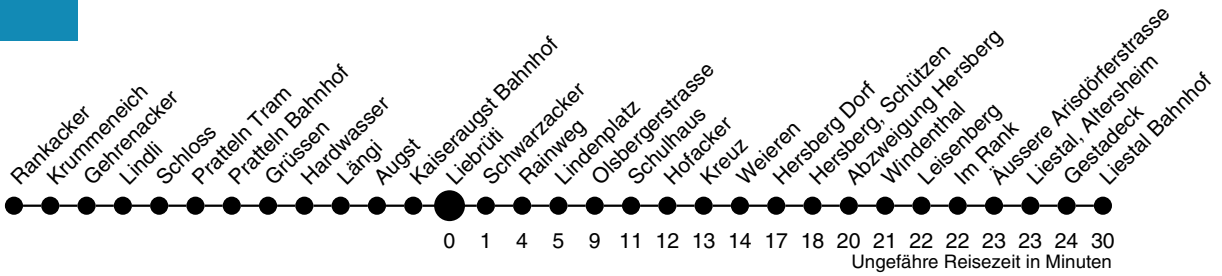 Rankacker
Krummeneich
Gehrenacker
Lindli
Schloss
Pratteln Tram
Pratteln Bahnhof
Grüssen
Hardwasser
Längi
Augst
Kaiseraugst Bahnhof
Liebrüti
Schwarzacker
Rainweg
Lindenplatz
Olsbergerstrasse
Schulhaus
Hofacker
Kreuz
Weieren
Hersberg Dorf
Hersberg, Schützen
Abzweigung Hersberg
Windenthal
Leisenberg
Im Rank
Äussere Arisdörferstrasse
Liestal, Altersheim
Gestadeck
Liestal Bahnhof
0 1 4 5 9 11 12 13 14 17 18 20 21 22 22 23 23 24 30
Ungefähre Reisezeit in Minuten